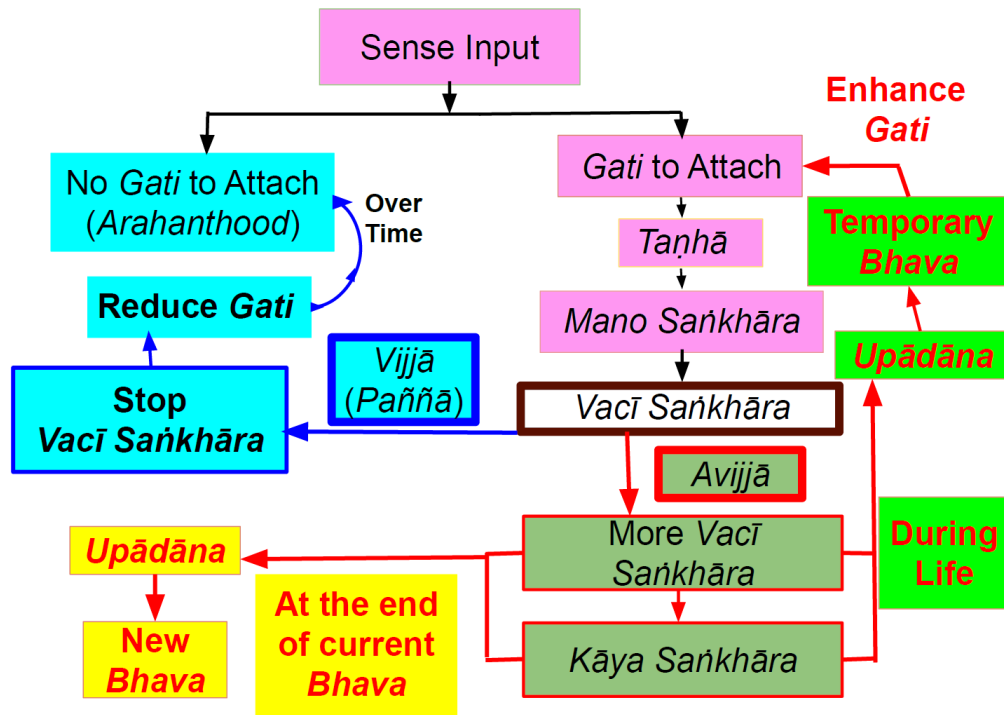 Sense Input
Enhance
Gati
No Gati to Attach
(Arahanthood)
Over
Time
Gati to Attach
Temporary
Bhava
Taṇhā
Reduce Gati
Mano Saṅkhāra
Upādāna
Vijjā
(Paññā)
Stop
Vacī Saṅkhāra
Vacī Saṅkhāra
Avijjā
During
Life
More Vacī
Saṅkhāra
Upādāna
At the end
of current
Bhava
New
Bhava
Kāya Saṅkhāra